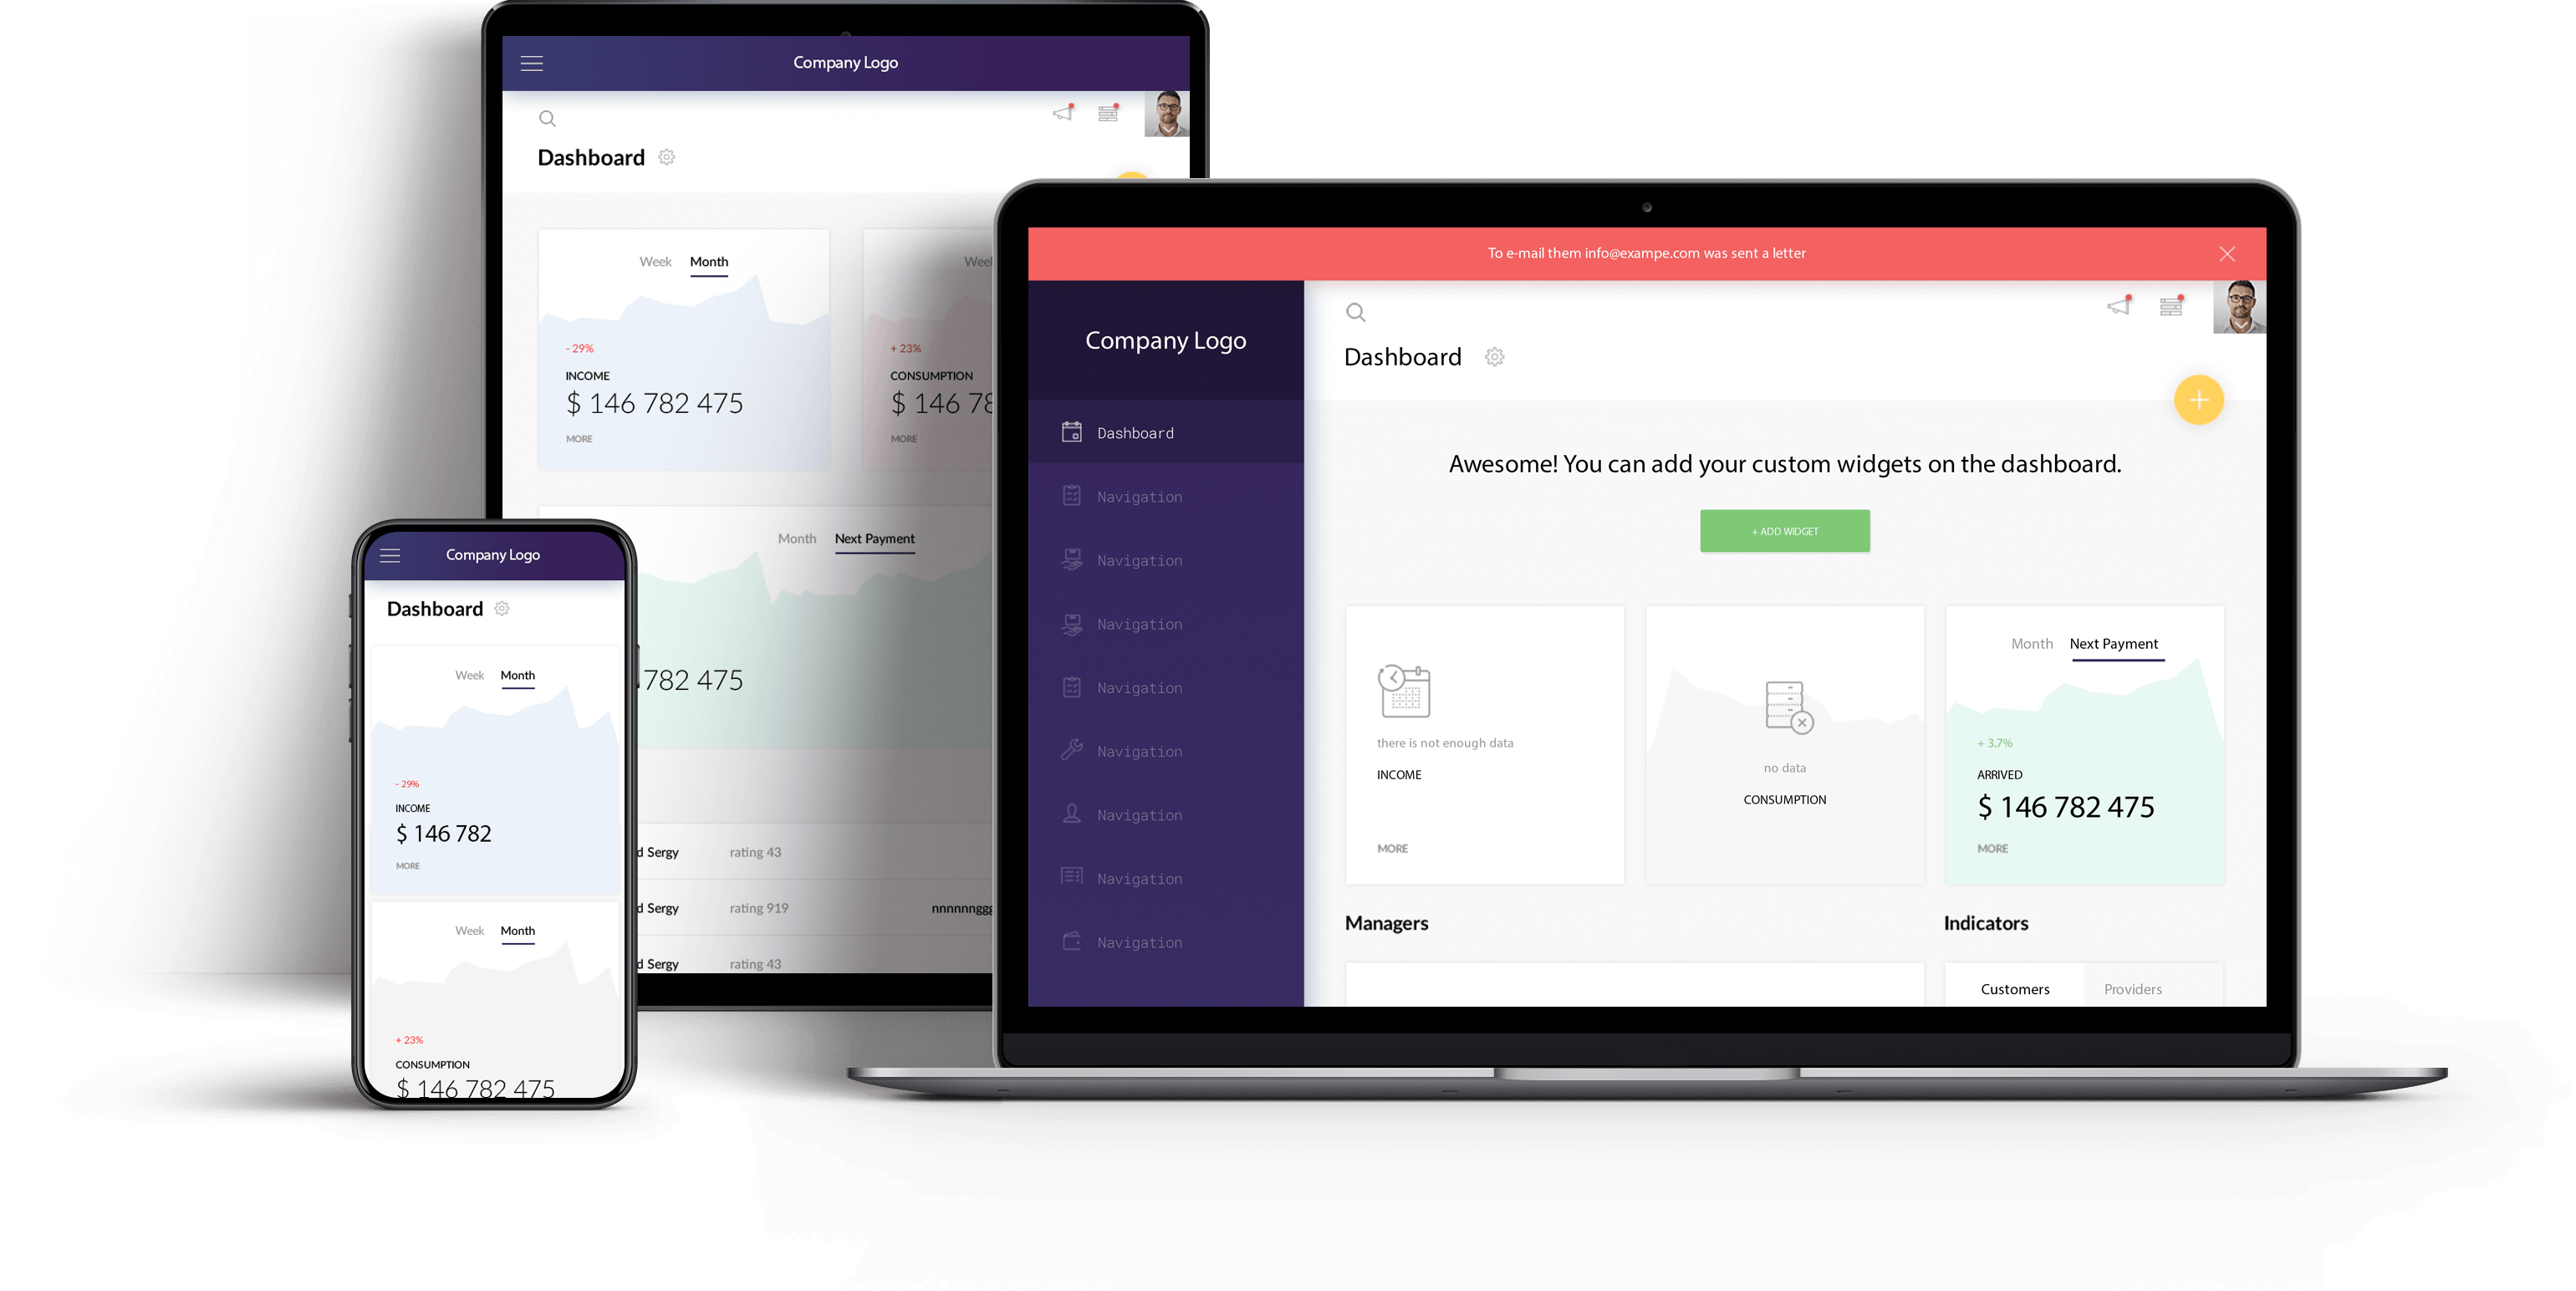 Company Logo
Dashboard
Week Month
- 29%
INCOME
$ 146 782 475
MORE
+ 23%
CONSUMPTION
$ 146 78
MORE
Month Next Payment
782 475
d Sergy rating 43
d Sergy rating 919
d Sergy rating 43
Company Logo
Dashboard
Week Month
- 29%
INCOME
$ 146 782
MORE
Week Month
+ 23%
CONSUMPTION
$ 146 782 475
To e-mail them info@exampe.com was sent a letter
Company Logo
Dashboard
Navigation
Navigation
Navigation
Navigation
Navigation
Navigation
Navigation
Navigation
Dashboard
Awesome! You can add your custom widgets on the dashboard.
+ ADD WIDGET
there is not enough data
INCOME
MORE
no data
CONSUMPTION
Month Next Payment
+ 3.7%
ARRIVED
$ 146 782 475
MORE
Managers
Indicators
Customers Providers